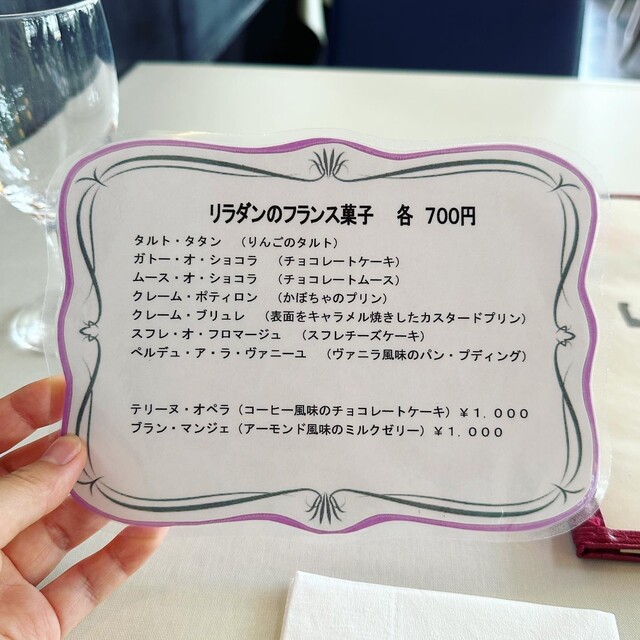 リラダンのフランス菓子　各 700円
タルト・タタン　（りんごのタルト）
ガトー・オ・ショコラ　（チョコレートケーキ）
ムース・オ・ショコラ　（チョコレートムース）
クレーム・ポティロン　（かぼちゃのプリン）
クレーム・ブリュレ　（表面をキャラメル焼きしたカスタードプリン）
スフレ・オ・フロマージュ　（スフレチーズケーキ）
ペルデュ・ア・ラ・ヴァニーユ　（ヴァニラ風味のパン・プディング）
テリーヌ・オペラ（コーヒー風味のチョコレートケーキ）￥１，０００
ブラン・マンジェ（アーモンド風味のミルクゼリー）￥１，０００